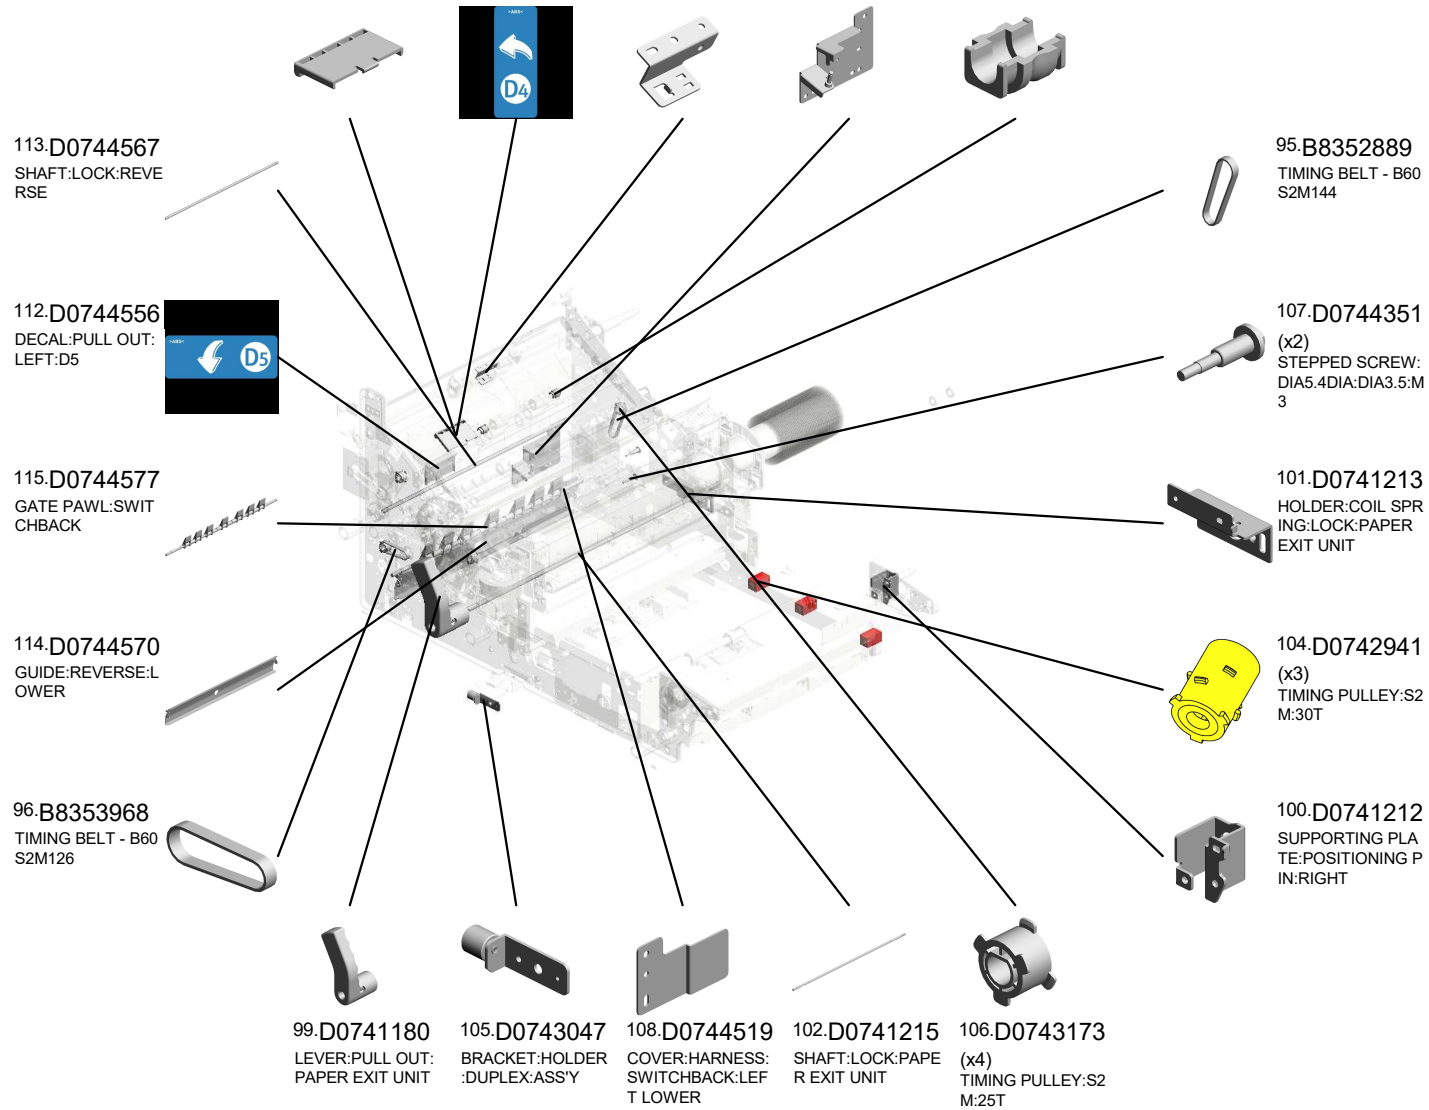 >ABS<
D4
113.D0744567
SHAFT:LOCK:REVE
RSE
95.B8352889
TIMING BELT - B60
S2M144
112.D0744556
DECAL:PULL OUT:
LEFT:D5
>ABS<
D5
107.D0744351
(x2)
STEPPED SCREW:
DIA5.4DIA:DIA3.5:M
3
115.D0744577
GATE PAWL:SWIT
CHBACK
101.D0741213
HOLDER:COIL SPR
ING:LOCK:PAPER
EXIT UNIT
114.D0744570
GUIDE:REVERSE:L
OWER
104.D0742941
(x3)
TIMING PULLEY:S2
M:30T
96.B8353968
TIMING BELT - B60
S2M126
100.D0741212
SUPPORTING PLA
TE:POSITIONING P
IN:RIGHT
99.D0741180
LEVER:PULL OUT:
PAPER EXIT UNIT
105.D0743047
BRACKET:HOLDER
:DUPLEX:ASS'Y
108.D0744519
COVER:HARNESS:
SWITCHBACK:LEF
T LOWER
102.D0741215
SHAFT:LOCK:PAPE
R EXIT UNIT
106.D0743173
(x4)
TIMING PULLEY:S2
M:25T